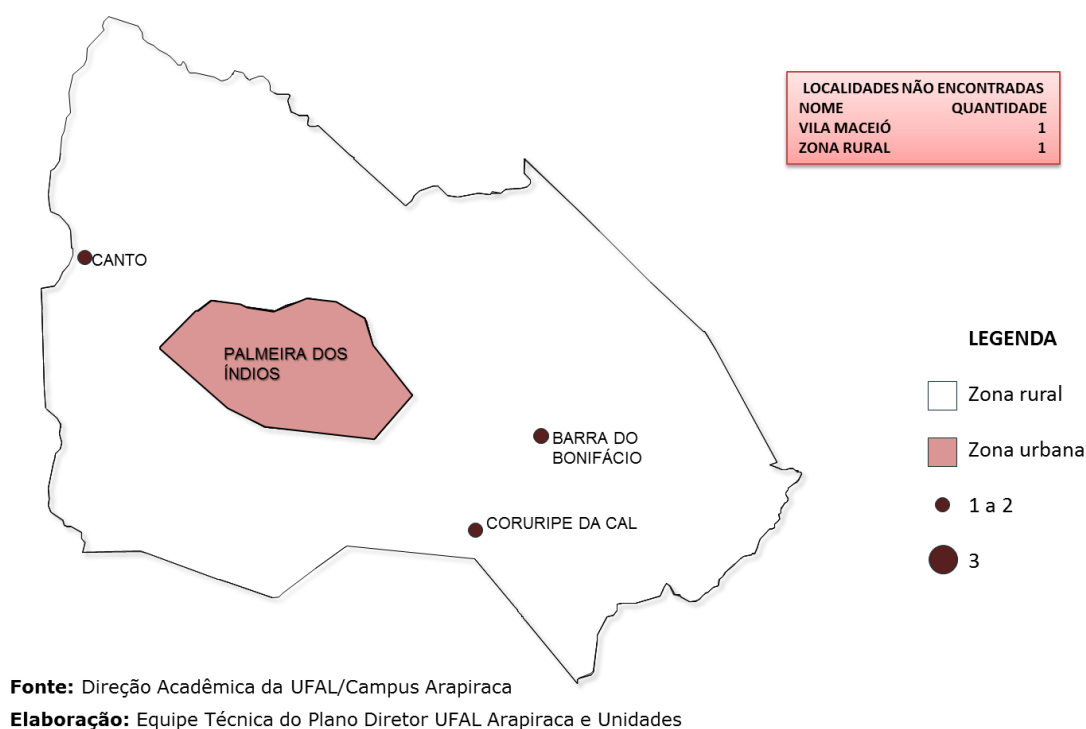 LOCALIDADES NÃO ENCONTRADAS
NOME QUANTIDADE
VILA MACEIÓ 1
ZONA RURAL 1
CANTO
PALMEIRA DOS
ÍNDIOS
BARRA DO
BONIFÁCIO
CORURIPE DA CAL
LEGENDA
Zona rural
Zona urbana
1 a 2
3
Fonte: Direção Acadêmica da UFAL/Campus Arapiraca
Elaboração: Equipe Técnica do Plano Diretor UFAL Arapiraca e Unidades